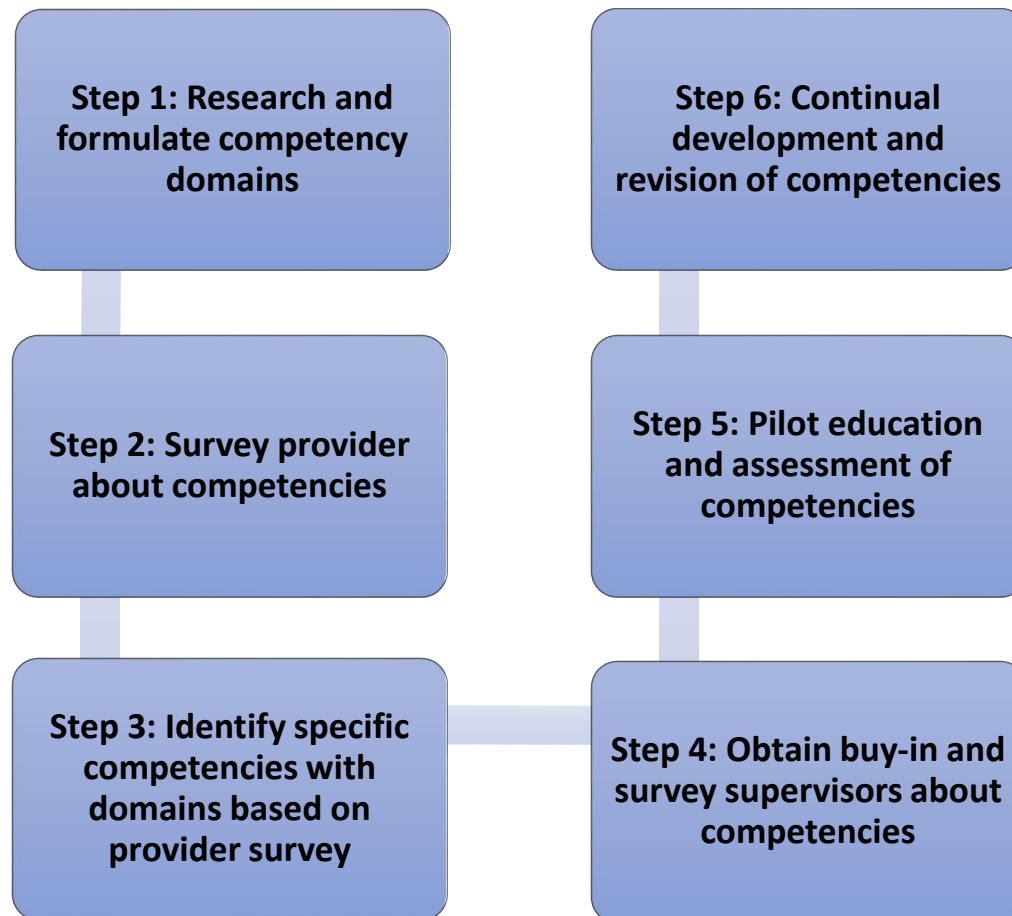 Step 1: Research and
formulate competency
domains
Step 2: Survey provider
about competencies
Step 3: Identify specific
competencies with
domains based on
provider survey
Step 4: Obtain buy-in and
survey supervisors about
competencies
Step 5: Pilot education
and assessment of
competencies
Step 6: Continual
development and
revision of competencies